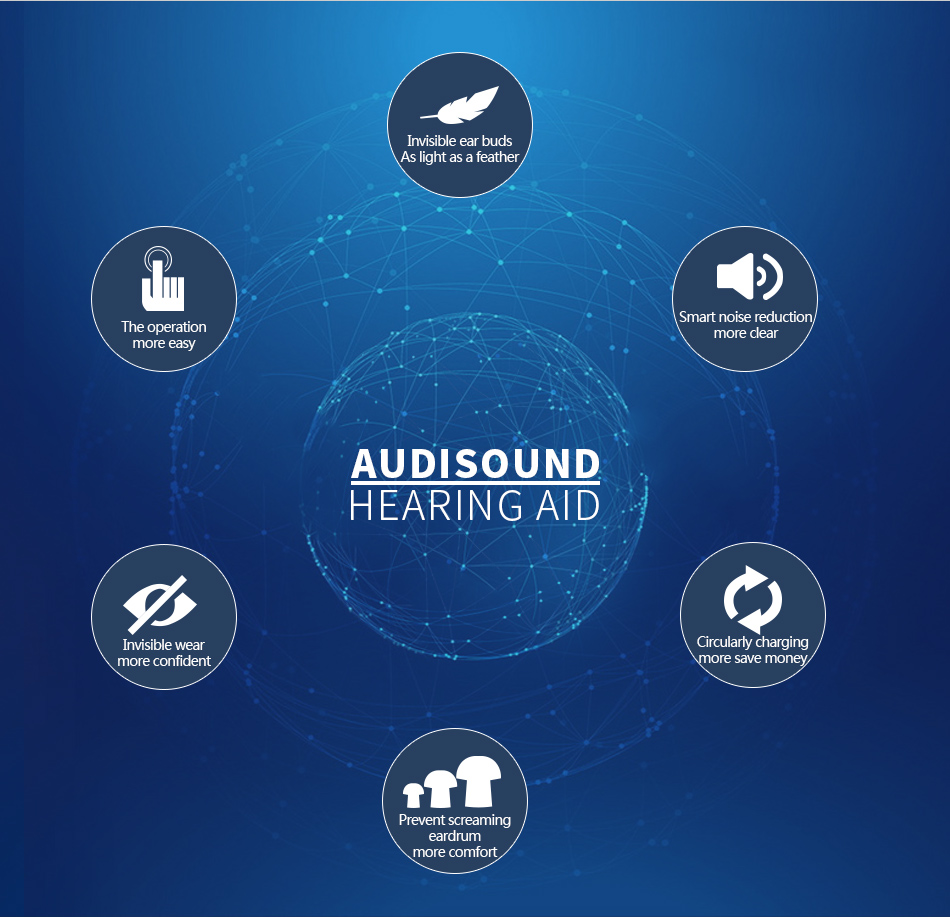 Invisible ear buds
As light as a feather
The operation
more easy
Smart noise reduction
more clear
AUDISOUND
HEARING AID
Invisible wear
more confident
Circularly charging
more save money
Prevent screaming
eardrum
more comfort